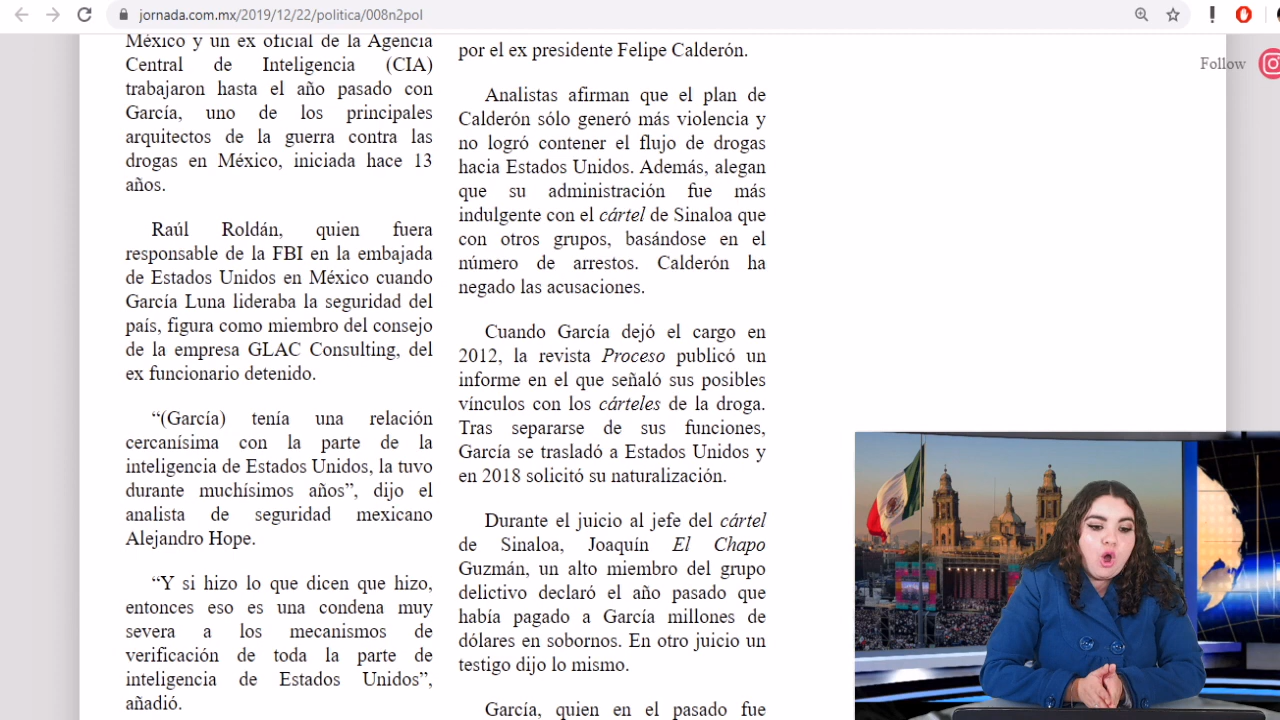 jornada.com.mx/2019/12/22/politica/008n2pol
México y un ex oficial de la Agencia
Central de Inteligencia (CIA)
trabajaron hasta el año pasado con
García, uno de los principales
arquitectos de la guerra contra las
drogas en México, iniciada hace 13
años.
Raúl Roldán, quien fuera
responsable de la FBI en la embajada
de Estados Unidos en México cuando
García Luna lideraba la seguridad del
país, figura como miembro del consejo
de la empresa GLAC Consulting, del
ex funcionario detenido.
“(García) tenía una relación
cercanísima con la parte de la
inteligencia de Estados Unidos, la tuvo
durante muchísimos años”, dijo el
analista de seguridad mexicano
Alejandro Hope.
“Y si hizo lo que dicen que hizo,
entonces eso es una condena muy
severa a los mecanismos de
verificación de toda la parte de
inteligencia de Estados Unidos”,
añadió.
por el ex presidente Felipe Calderón.
Analistas afirman que el plan de
Calderón sólo generó más violencia y
no logró contener el flujo de drogas
hacia Estados Unidos. Además, alegan
que su administración fue más
indulgente con el cártel de Sinaloa que
con otros grupos, basándose en el
número de arrestos. Calderón ha
negado las acusaciones.
Cuando García dejó el cargo en
2012, la revista Proceso publicó un
informe en el que señaló sus posibles
vínculos con los cárteles de la droga.
Tras separarse de sus funciones,
García se trasladó a Estados Unidos y
en 2018 solicitó su naturalización.
Durante el juicio al jefe del cártel
de Sinaloa, Joaquín El Chapo
Guzmán, un alto miembro del grupo
delictivo declaró el año pasado que
había pagado a García millones de
dólares en sobornos. En otro juicio un
testigo dijo lo mismo.
García, quien en el pasado fue
Follow